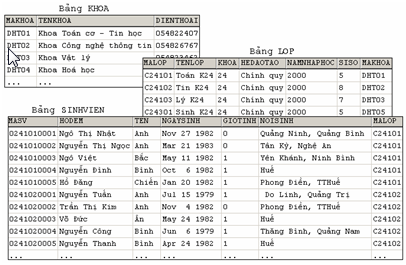 Bảng KHOA
MAKHOA TENKHOA DIENTHOAI
DHT01 Khoa Toán cơ - Tin học 054822407
DHT02 Khoa Công nghệ thông tin 054826767
DHT03 Khoa Vật lý
DHT04 Khoa Hoá học
... ... ...
Bảng LOP
MALOP TENLOP KHOA HEDAOTAO NAMNHAPHOC SISO MAKHOA
C24101 Toán K24 24 Chính quy 2000 5 DHT01
C24102 Tin K24 24 Chính quy 2000 8 DHT02
C24103 Lý K24 24 Chính quy 2000 7 DHT03
C24301 Sinh K24 24 Chính quy 2000 5 DHT05
Bảng SINHVIEN
MASV HODEM TEN NGAYSINH GIOITINH NOISINH MALOP
0241010001 Ngô Thị Nhật Anh Nov 27 1982 0 Quảng Ninh, Quảng Bình C24101
0241010002 Nguyễn Thị Ngọc Anh Mar 21 1983 0 Tân Kỳ, Nghệ An C24101
0241010003 Ngô Việt Bắc May 11 1982 1 Yên Khánh, Ninh Bình C24101
0241010004 Nguyễn Đình Bình Oct 6 1982 1 Huế C24101
0241010005 Hồ Đăng Chiến Jan 20 1982 1 Phong Điền, TTHuế C24101
0241020001 Nguyễn Tuấn Anh Jul 15 1979 1 Do Linh, Quảng Trị C24102
0241020002 Trần Thị Kim Anh Nov 4 1982 0 Phong Điền, TTHuế C24102
0241020003 Võ Đức Ân May 24 1982 1 Huế C24102
0241020004 Nguyễn Công Bình Jun 6 1979 1 Thăng Bình, Quảng Nam C24102
0241020005 Nguyễn Thanh Bình Apr 24 1982 1 Huế C24102
... ... ... ... ... ... ...